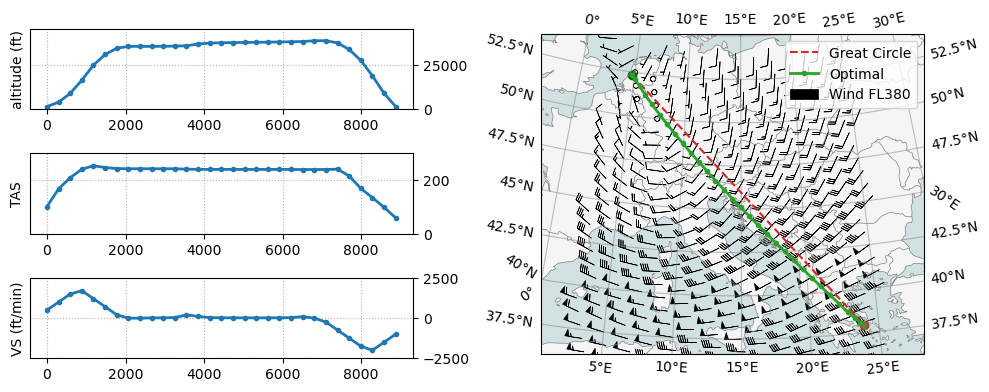 altitude (ft)
25000
0
0 2000 4000 6000 8000
TAS
200
0
0 2000 4000 6000 8000
VS (ft/min)
2500
0
−2500
0 2000 4000 6000 8000
0° 5°E 10°E 15°E 20°E 25°E 30°E
52.5°N
50°N
47.5°N
45°N
42.5°N
40°N
0°
37.5°N
Great Circle
Optimal
Wind FL380
52.5°N
50°N
47.5°N
30°E
40°N
37.5°N
5°E 10°E 15°E 20°E 25°E